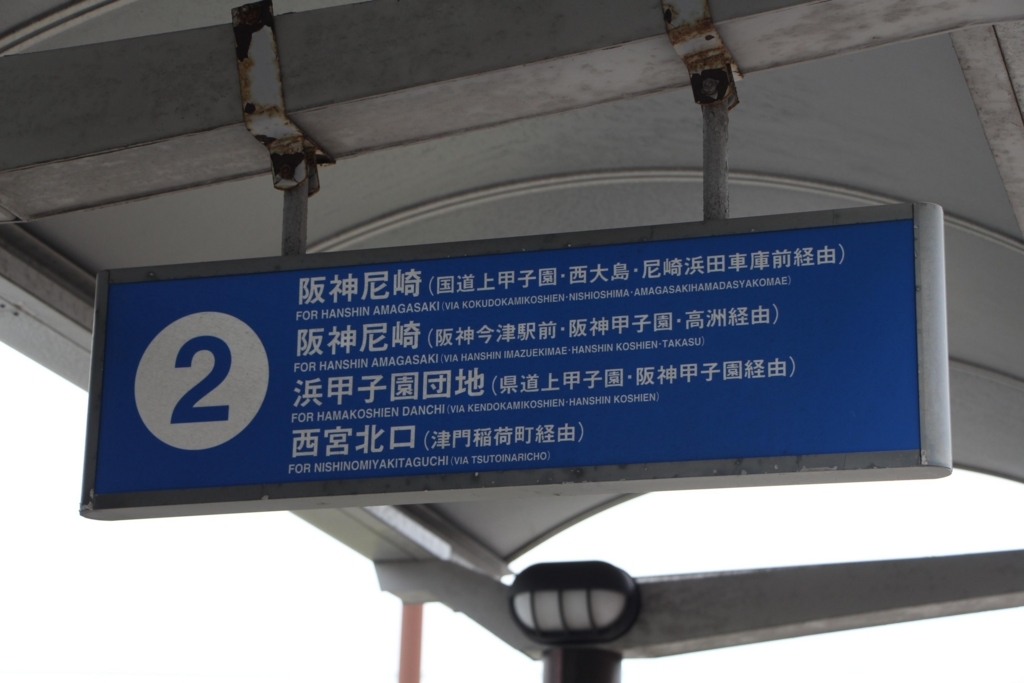 2
阪神尼崎(国道上甲子園·西大島·尼崎浜田車庫前経由)
FOR HANSHIN AMAGASAKI (VIA KOKUDOKAMIKOSHIEN·NISHIOSHIMA·AMAGASAKIHAMADASYAKOMAE)
阪神尼崎(阪神今津駅前·阪神甲子園·高洲経由)
FOR HANSHIN AMAGASAKI (VIA HANSHIN IMAZUEKIMAE·HANSHIN KOSHIEN·TAKASU)
浜甲子園団地(県道上甲子園·阪神甲子園経由)
FOR HAMAKOSHIEN DANCHI (VIA KENDOKAMIKOSHIEN·HANSHIN KOSHIEN)
西宮北口(津門稲荷町経由)
FOR NISHINOMIYAKITAGUCHI (VIA TSUTOINARICHO)